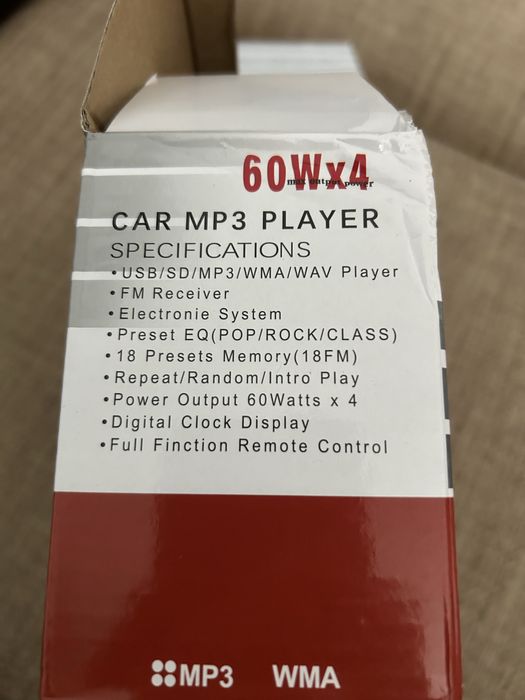 60Wx4
max output power
CAR MP3 PLAYER
SPECIFICATIONS
•USB/SD/MP3/WMA/WAV Player
•FM Receiver
•Electronie System
•Preset EQ(POP/ROCK/CLASS)
•18 Presets Memory(18FM)
•Repeat/Random/Intro Play
•Power Output 60Watts x 4
•Digital Clock Display
•Full Finction Remote Control
MP3 WMA